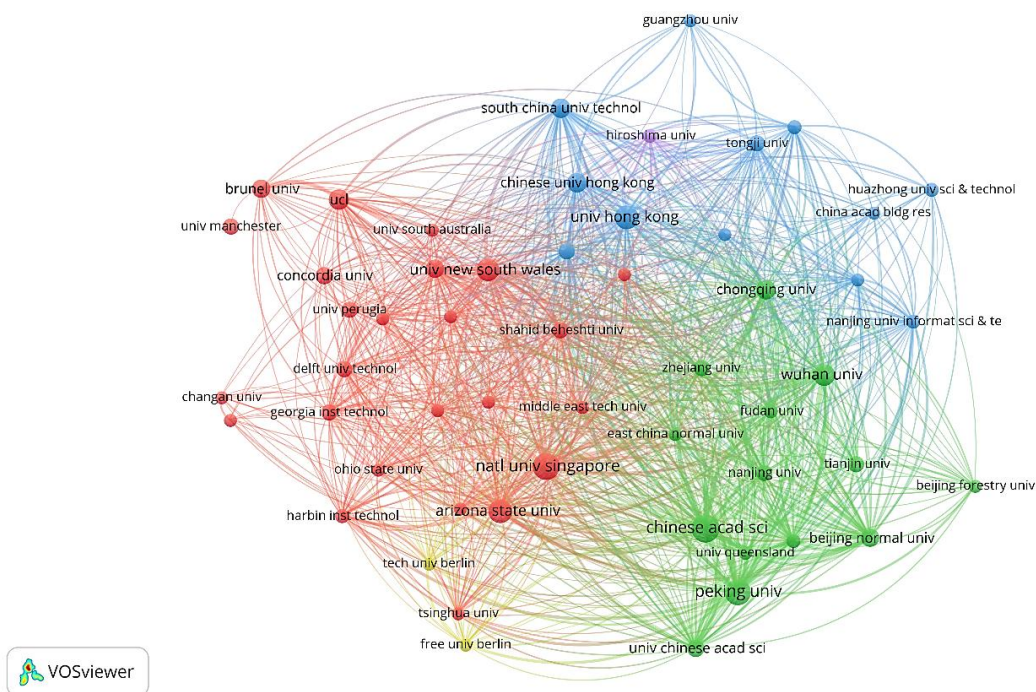 guangzhou univ
south china univ technol
hiroshima univ
tongji univ
chinese univ hong kong
brunel univ
huazhong univ sci & technol
ucl
china acad bldg res
univ hong kong
univ manchester
univ south australia
univ new south wales
concordia univ
chongqing univ
univ perugia
nanjing univ informat sci & te
shahid beheshti univ
delft univ technol
zhejiang univ
wuhan univ
changan univ
georgia inst technol
middle east tech univ
fudan univ
east china normal univ
natl univ singapore
ohio state univ
nanjing univ
tianjin univ
beijing forestry univ
arizona state univ
harbin inst technol
chinese acad sci
beijing normal univ
univ queensland
tech univ berlin
peking univ
tsinghua univ
free univ berlin
univ chinese acad sci
VOSviewer